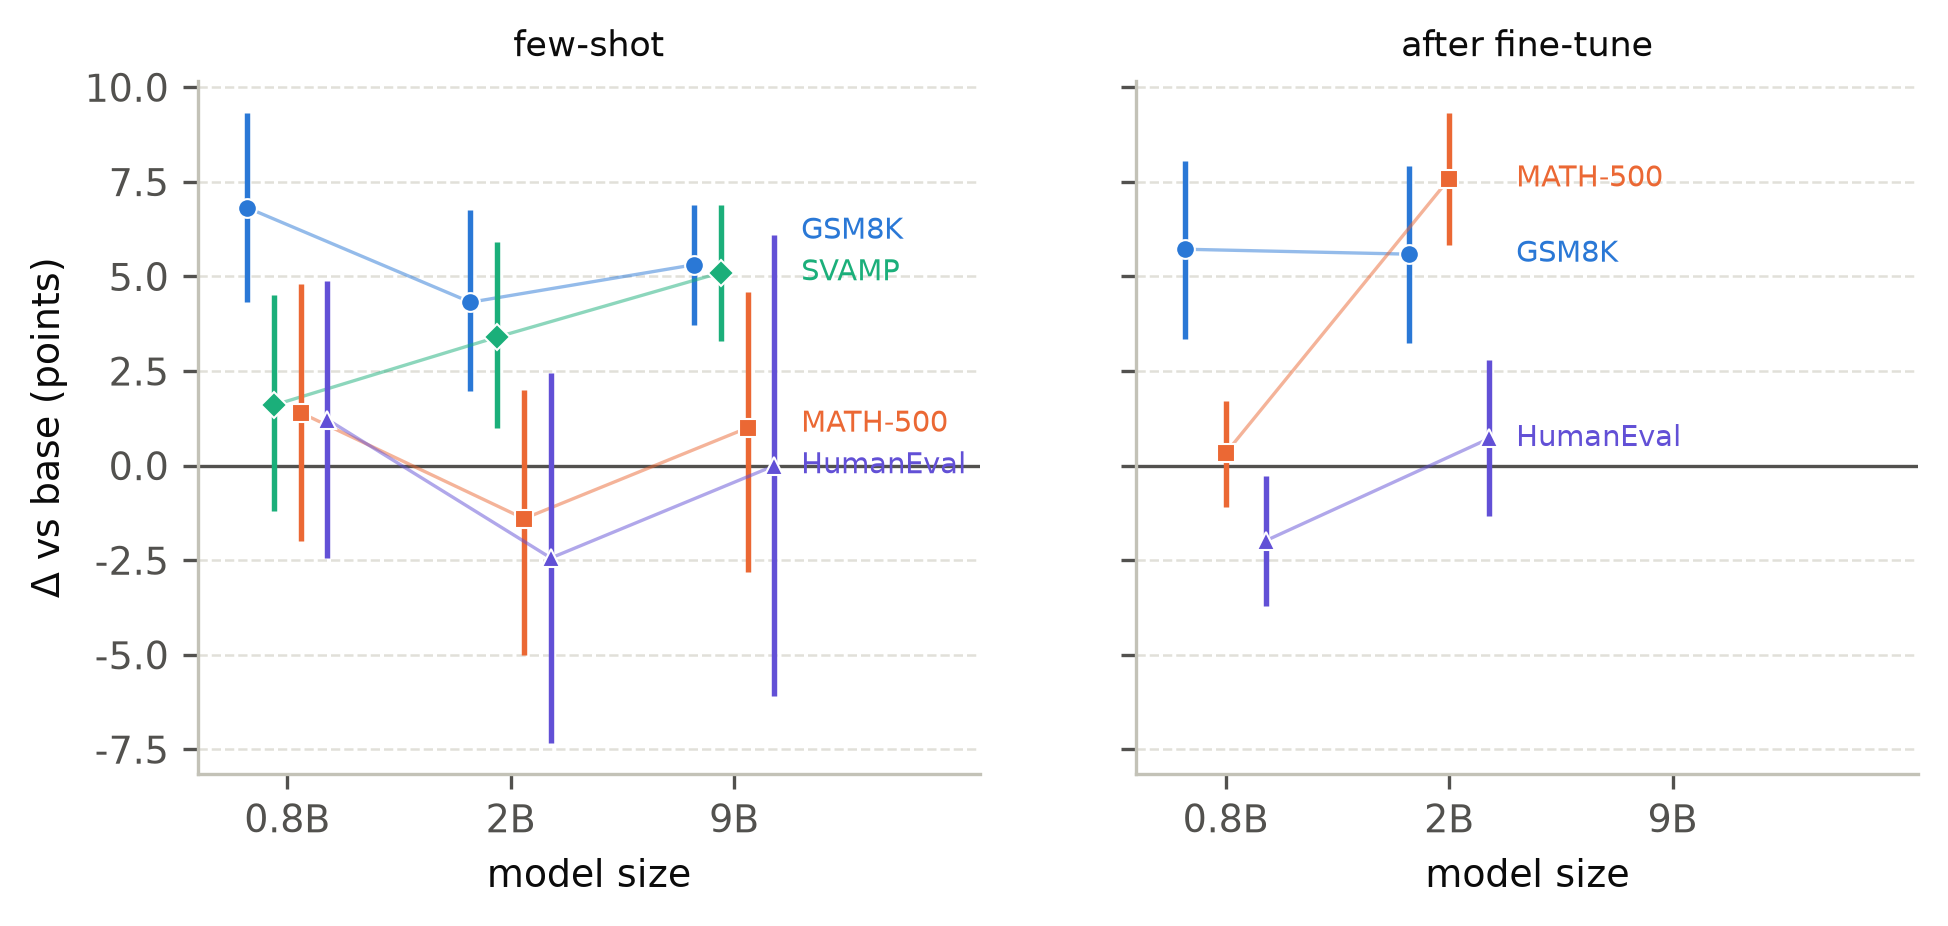 few-shot
after fine-tune
Δ vs base (points)
10.0
7.5
5.0
2.5
0.0
-2.5
-5.0
-7.5
GSM8K
SVAMP
MATH-500
HumanEval
0.8B
2B
9B
model size
MATH-500
GSM8K
HumanEval
0.8B
2B
9B
model size